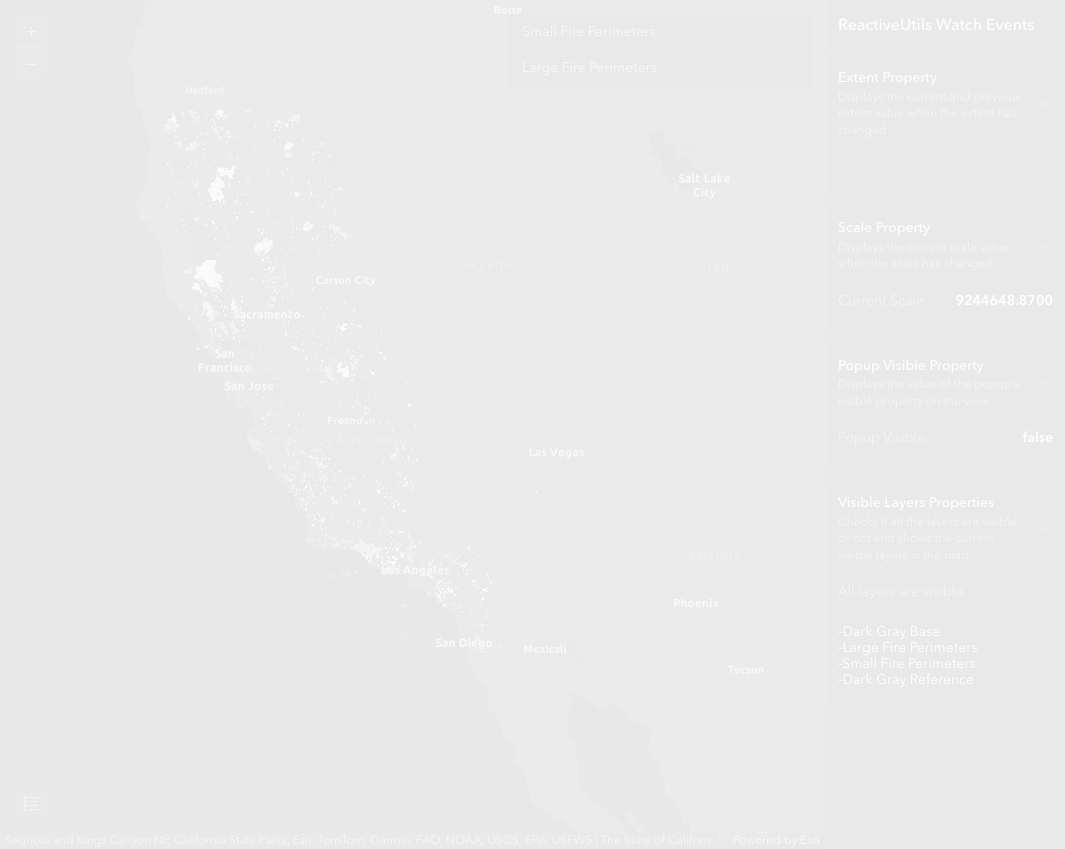 Boise
Small Fire Perimeters
Large Fire Perimeters
Medford
Salt Lake
City
NEVADA
UTAH
Carson City
Sacramento
San
Francisco
San Jose
Fresno
CALIFORNIA
Las Vegas
ARIZONA
Los Angeles
Phoenix
San Diego
Mexicali
Tucson
Sequoia and Kings Canyon NP, California State Parks, Esri, TomTom, Garmin, FAO, NOAA, USGS, EPA, USFWS | The State of Californ...
Powered by Esri
ReactiveUtils Watch Events
Extent Property
Displays the current and previous
extent value when the extent has
changed.
Scale Property
Displays the current scale value
when the scale has changed.
Current Scale 9244648.8700
Popup Visible Property
Displays the value of the popup's
visible property on the view.
Popup Visible false
Visible Layers Properties
Checks if all the layers are visible
or not and shows the current
visible layers in the map.
All layers are visible.
-Dark Gray Base
-Large Fire Perimeters
-Small Fire Perimeters
-Dark Gray Reference